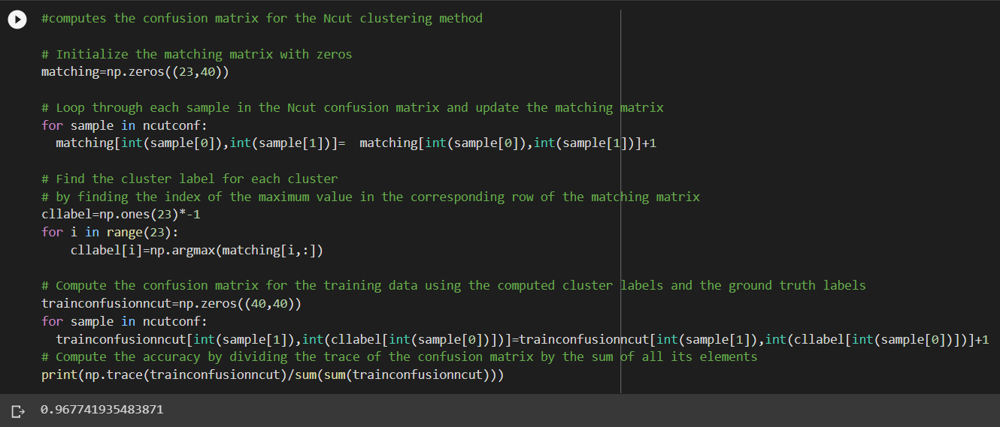 #computes the confusion matrix for the Ncut clustering method
# Initialize the matching matrix with zeros
matching=np.zeros((23,40))
# Loop through each sample in the Ncut confusion matrix and update the matching matrix
for sample in ncutconf:
  matching[int(sample[0]),int(sample[1])]=  matching[int(sample[0]),int(sample[1])]+1
# Find the cluster label for each cluster
# by finding the index of the maximum value in the corresponding row of the matching matrix
cllabel=np.ones(23)*-1
for i in range(23):
    cllabel[i]=np.argmax(matching[i,:])
# Compute the confusion matrix for the training data using the computed cluster labels and the ground truth labels
trainconfusionncut=np.zeros((40,40))
for sample in ncutconf:
  trainconfusionncut[int(sample[1]),int(cllabel[int(sample[0])])]=trainconfusionncut[int(sample[1]),int(cllabel[int(sample[0])])]+1
# Compute the accuracy by dividing the trace of the confusion matrix by the sum of all its elements
print(np.trace(trainconfusionncut)/sum(sum(trainconfusionncut)))
0.967741935483871